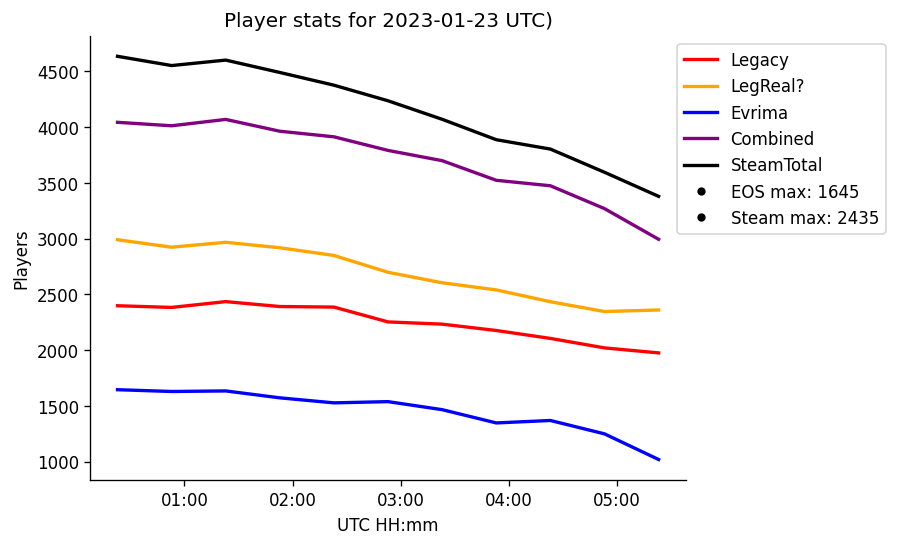 Player stats for 2023-01-23 UTC)
Players
4500
4000
3500
3000
2500
2000
1500
1000
01:00 02:00 03:00 04:00 05:00
UTC HH:mm
Legacy
LegReal?
Evrima
Combined
SteamTotal
EOS max: 1645
Steam max: 2435